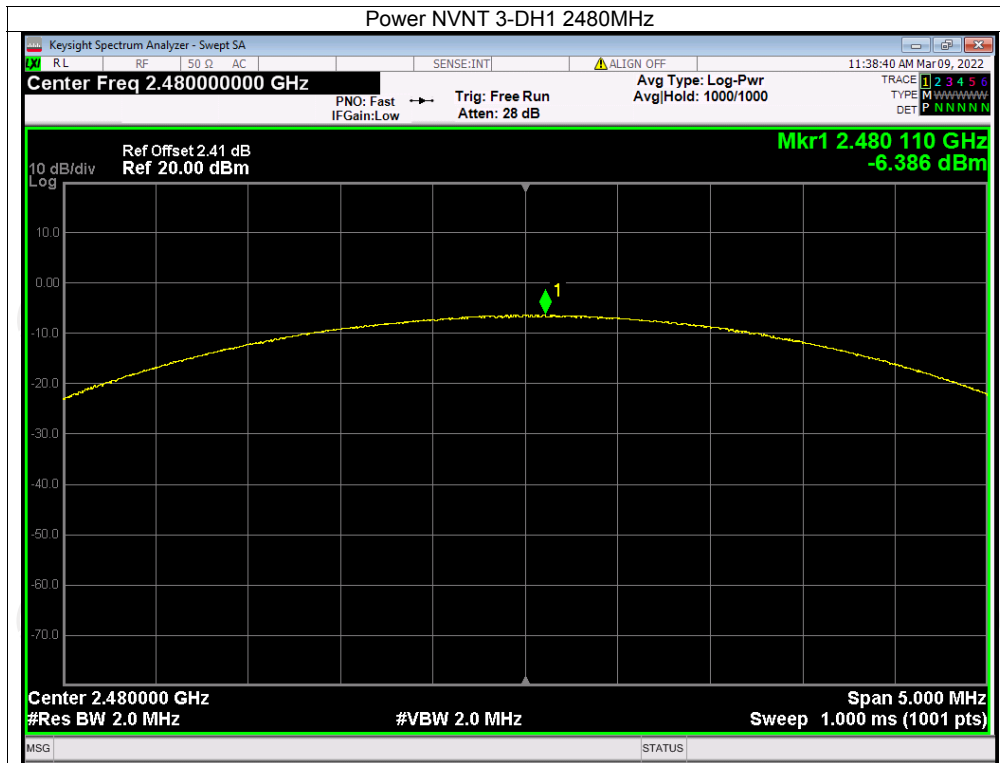 Power NVNT 3-DH1 2480MHz
Keysight Spectrum Analyzer - Swept SA
LXI RL RF 50 Ω AC SENSE:INT ALIGN OFF 11:38:40 AM Mar 09, 2022
Center Freq 2.480000000 GHz
PNO: Fast Trig: Free Run Avg Type: Log-Pwr TRACE 1 2 3 4 5 6
IFGain:Low Atten: 28 dB Avg|Hold: 1000/1000 TYPE M WWWWW
DET P N N N N N
Mkr1 2.480 110 GHz
-6.386 dBm
Ref Offset 2.41 dB
10 dB/div Ref 20.00 dBm
Log
10.0
0.00
1
-10.0
-20.0
-30.0
-40.0
-50.0
-60.0
-70.0
Center 2.480000 GHz Span 5.000 MHz
#Res BW 2.0 MHz #VBW 2.0 MHz Sweep 1.000 ms (1001 pts)
MSG STATUS